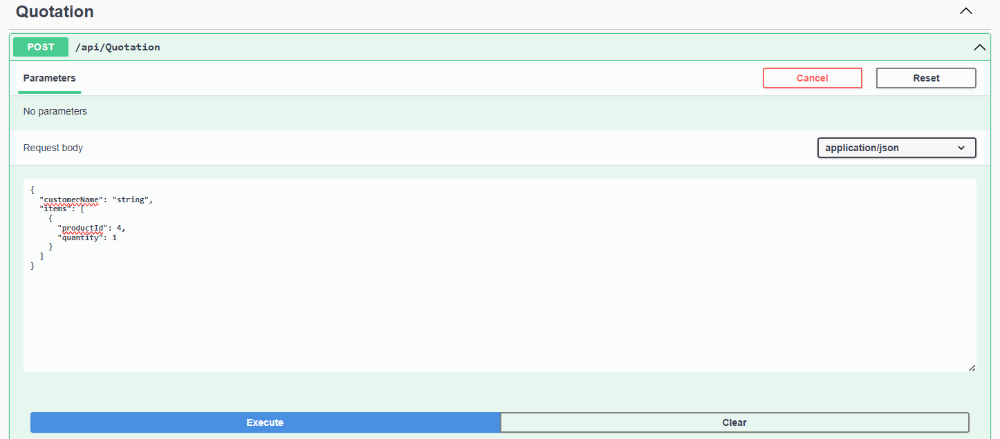 Quotation
POST /api/Quotation
Parameters
Cancel
Reset
No parameters
Request body
application/json
{
  "customerName": "string",
  "items": [
    {
      "productId": 4,
      "quantity": 1
    }
  ]
}
Execute
Clear